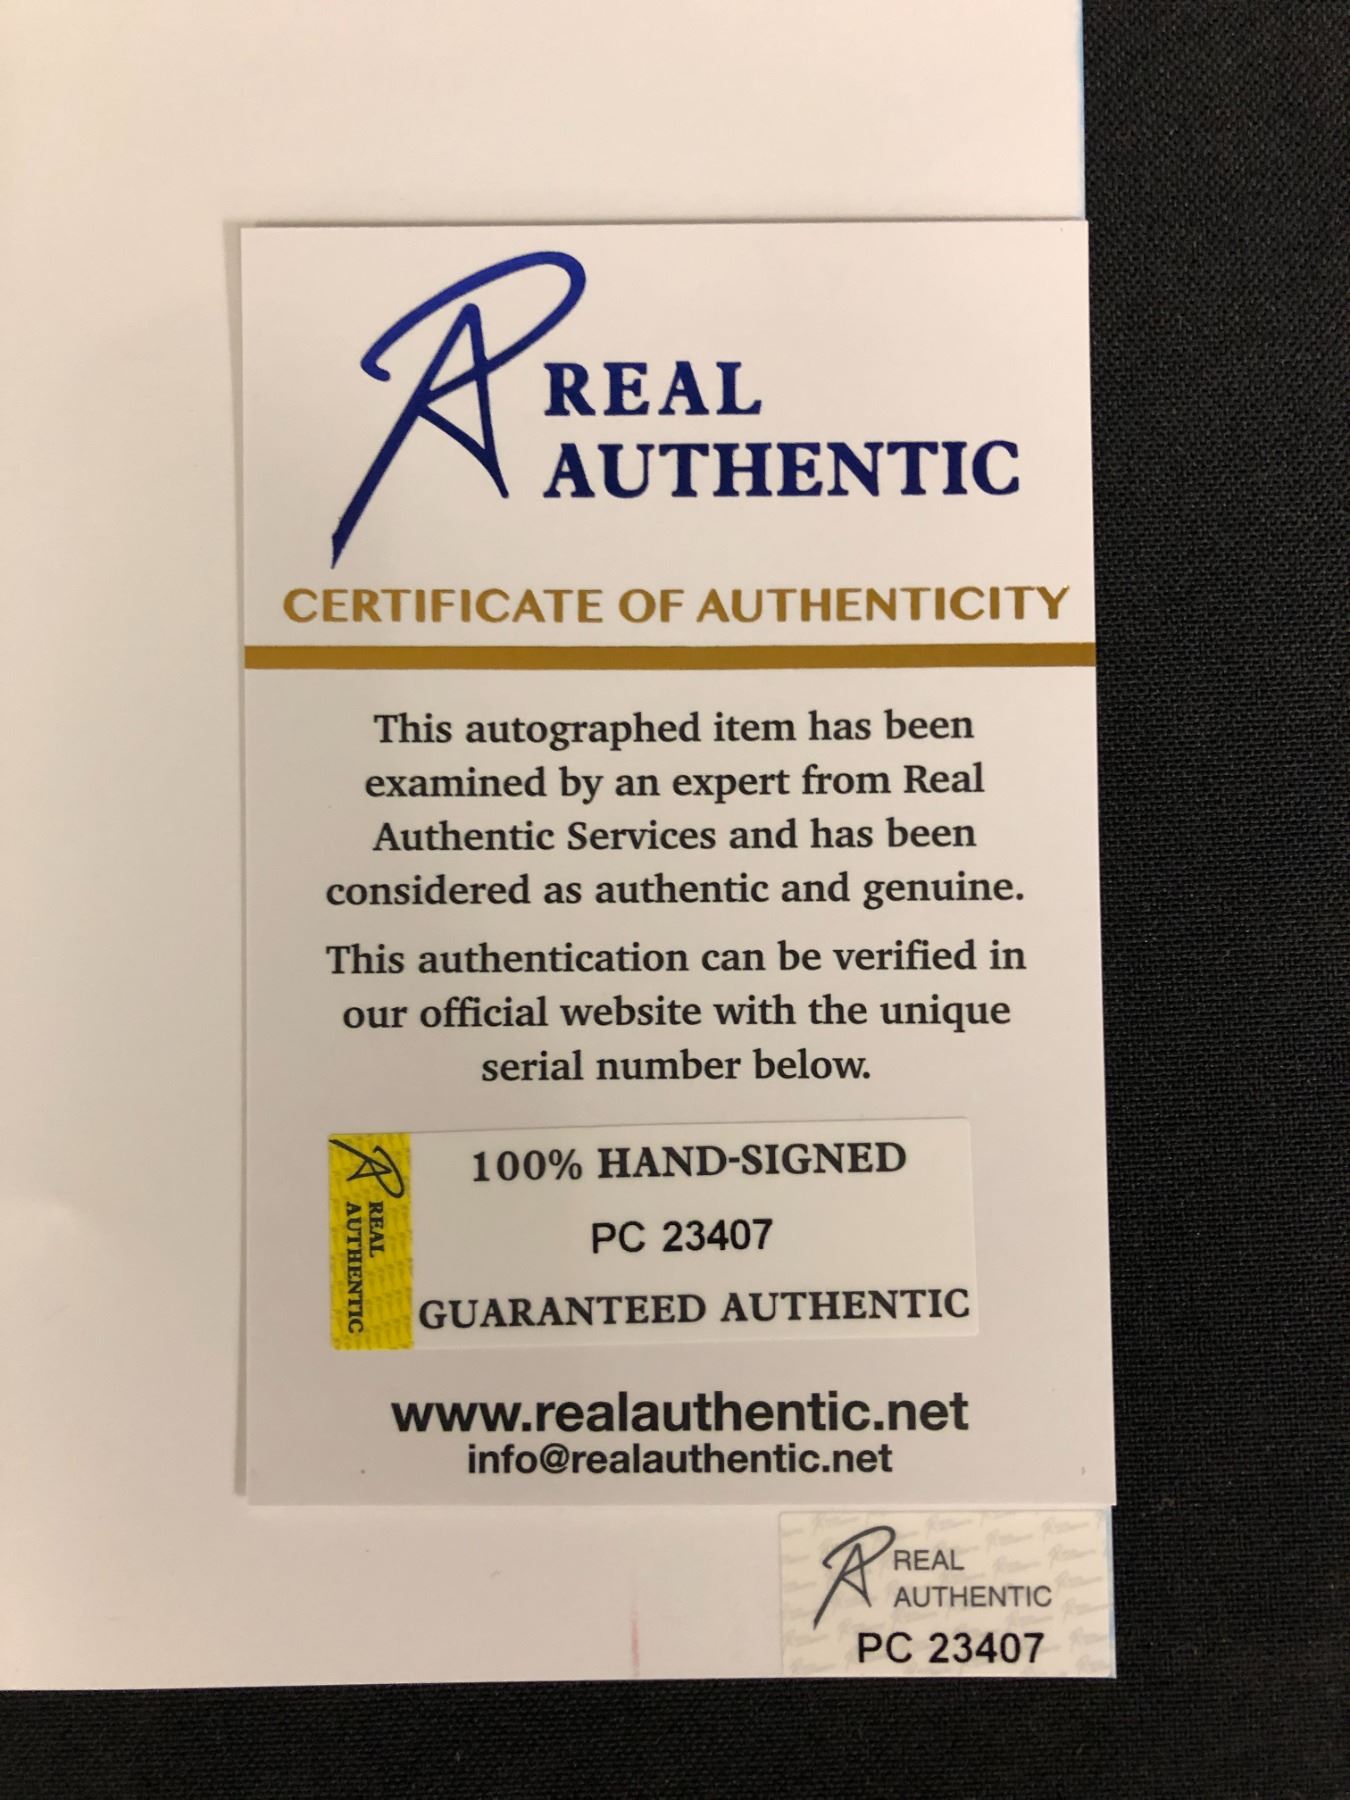 REAL
AUTHENTIC
CERTIFICATE OF AUTHENTICITY
This autographed item has been
examined by an expert from Real
Authentic Services and has been
considered as authentic and genuine.
This authentication can be verified in
our official website with the unique
serial number below.
REAL
AUTHENTIC
100% HAND-SIGNED
PC 23407
GUARANTEED AUTHENTIC
www.realauthentic.net
info@realauthentic.net
REAL
AUTHENTIC
PC 23407